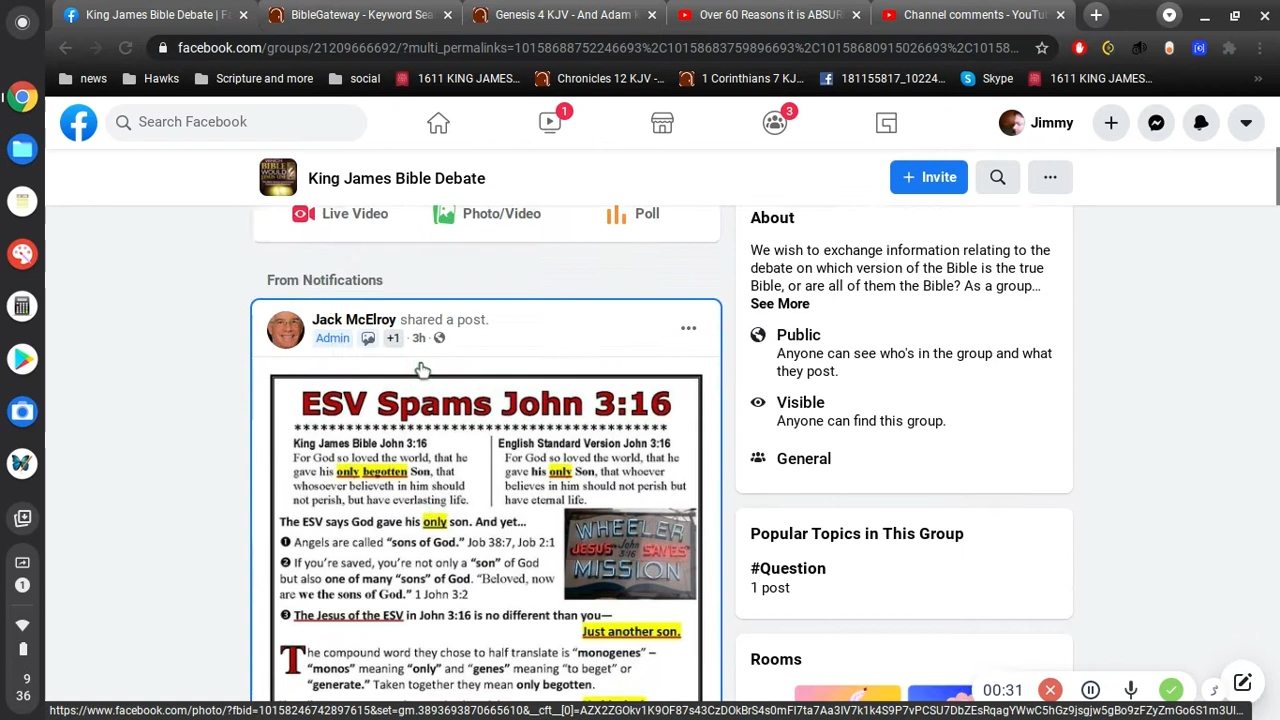 King James Bible Debate | Fa
BibleGateway - Keyword Sea
Genesis 4 KJV - And Adam k
Over 60 Reasons it is ABSUR
Channel comments - YouTu
facebook.com/groups/21209666692/?multi_permalinks=10158688752246693%2C10158683759896693%2C10158680915026693%2C10158...
news
Hawks
Scripture and more
social
1611 KING JAMES...
Chronicles 12 KJV -...
1 Corinthians 7 KJ...
181155817_10224...
Skype
1611 KING JAMES...
»
Search Facebook
1
3
Jimmy
King James Bible Debate
+ Invite
Live Video
Photo/Video
Poll
About
We wish to exchange information relating to the
debate on which version of the Bible is the true
Bible, or are all of them the Bible? As a group...
See More
Public
Anyone can see who's in the group and what
they post.
Visible
Anyone can find this group.
General
Popular Topics in This Group
#Question
1 post
Rooms
From Notifications
Jack McElroy shared a post.
Admin +1 · 3h ·
ESV Spams John 3:16
****************************************
King James Bible John 3:16
For God so loved the world, that he
gave his only begotten Son, that
whosoever believeth in him should
not perish, but have everlasting life.
English Standard Version John 3:16
For God so loved the world, that he
gave his only Son, that whoever
believes in him should not perish but
have eternal life.
The ESV says God gave his only son. And yet...
❶ Angels are called “sons of God.” Job 38:7, Job 2:1
❷ If you’re saved, you’re not only a “son” of God
but also one of many “sons” of God. “Beloved, now
are we the sons of God.” 1 John 3:2
WHEELER
JESUS John 3:16 SAVES
MISSION
❸ The Jesus of the ESV in John 3:16 is no different than you—
Just another son.
The compound word they chose to half translate is “monogenes” –
“monos” meaning “only” and “genes” meaning “to beget” or
“generate.” Taken together they mean only begotten.
1
9
36
00:31